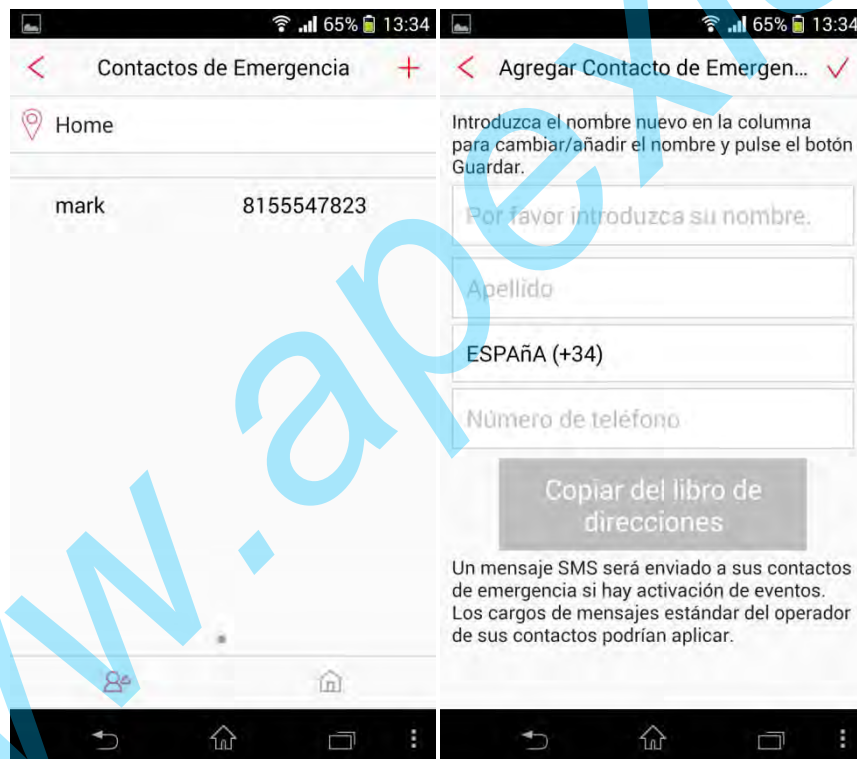 65% 13:34
Contactos de Emergencia +
Home
mark 8155547823
65% 13:34
Agregar Contacto de Emergen...
Introduzca el nombre nuevo en la columna
para cambiar/añadir el nombre y pulse el botón
Guardar.
Por favor introduzca su nombre.
Apellido
ESPAñA (+34)
Número de teléfono
Copiar del libro de
direcciones
Un mensaje SMS será enviado a sus contactos
de emergencia si hay activación de eventos.
Los cargos de mensajes estándar del operador
de sus contactos podrían aplicar.
w.apex